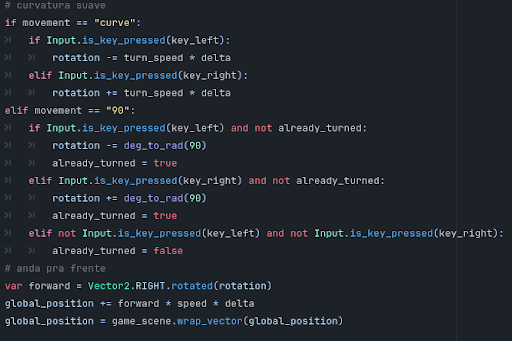 # curvatura suave
if movement == "curve":
if Input.is_key_pressed(key_left):
rotation -= turn_speed * delta
elif Input.is_key_pressed(key_right):
rotation += turn_speed * delta
elif movement == "90":
if Input.is_key_pressed(key_left) and not already_turned:
rotation -= deg_to_rad(90)
already_turned = true
elif Input.is_key_pressed(key_right) and not already_turned:
rotation += deg_to_rad(90)
already_turned = true
elif not Input.is_key_pressed(key_left) and not Input.is_key_pressed(key_right):
already_turned = false
# anda pra frente
var forward = Vector2.RIGHT.rotated(rotation)
global_position += forward * speed * delta
global_position = game_scene.wrap_vector(global_position)